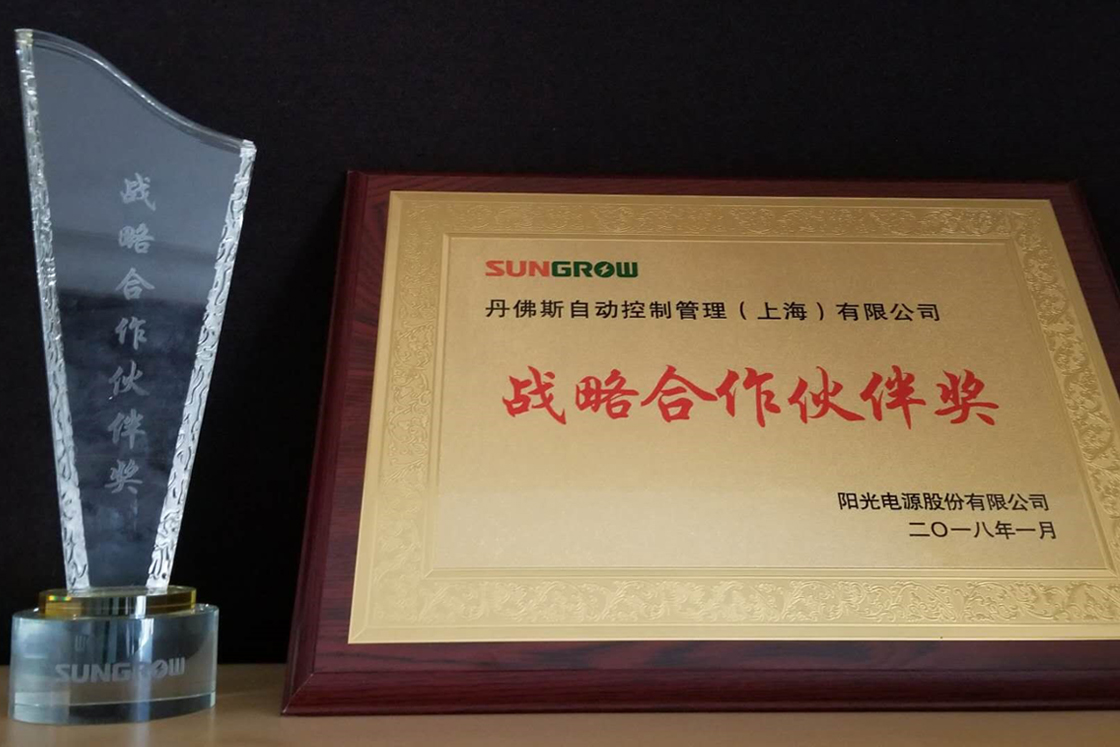 战略合作伙伴奖
SUNGROW
SUNGROW
丹佛斯自动控制管理（上海）有限公司
战略合作伙伴奖
阳光电源股份有限公司
二〇一八年一月